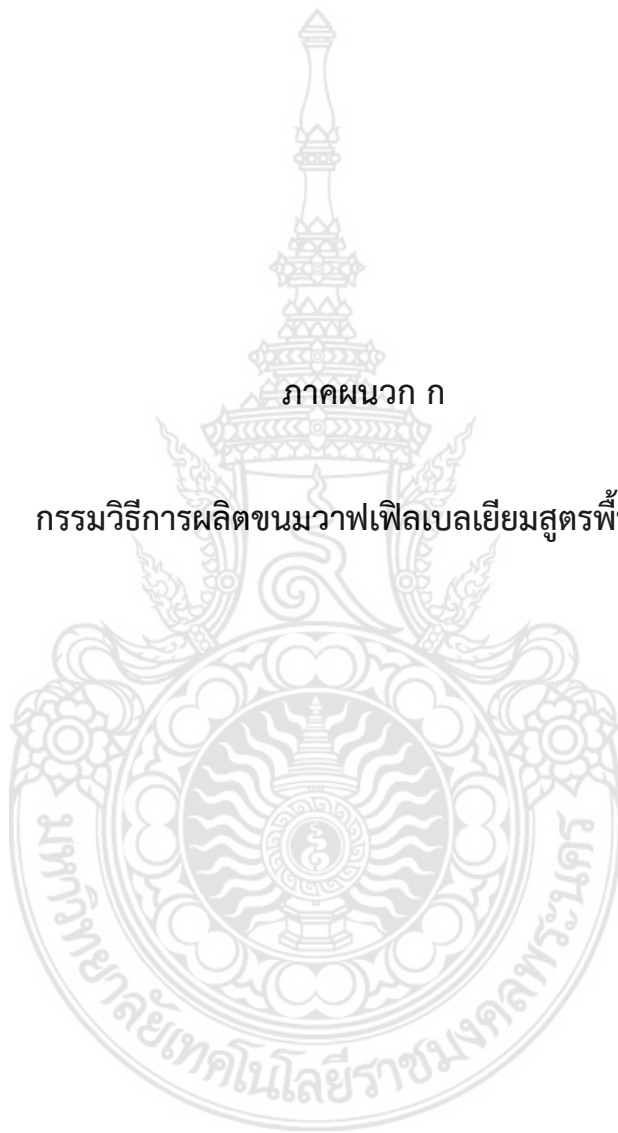 ภาคผนวก ก
กรรมวิธีการผลิตขนมวาฟเฟิลเบลเยียมสูตร
มหาวิทยาลัยเทคโนโลยีราชมงคลพระนคร